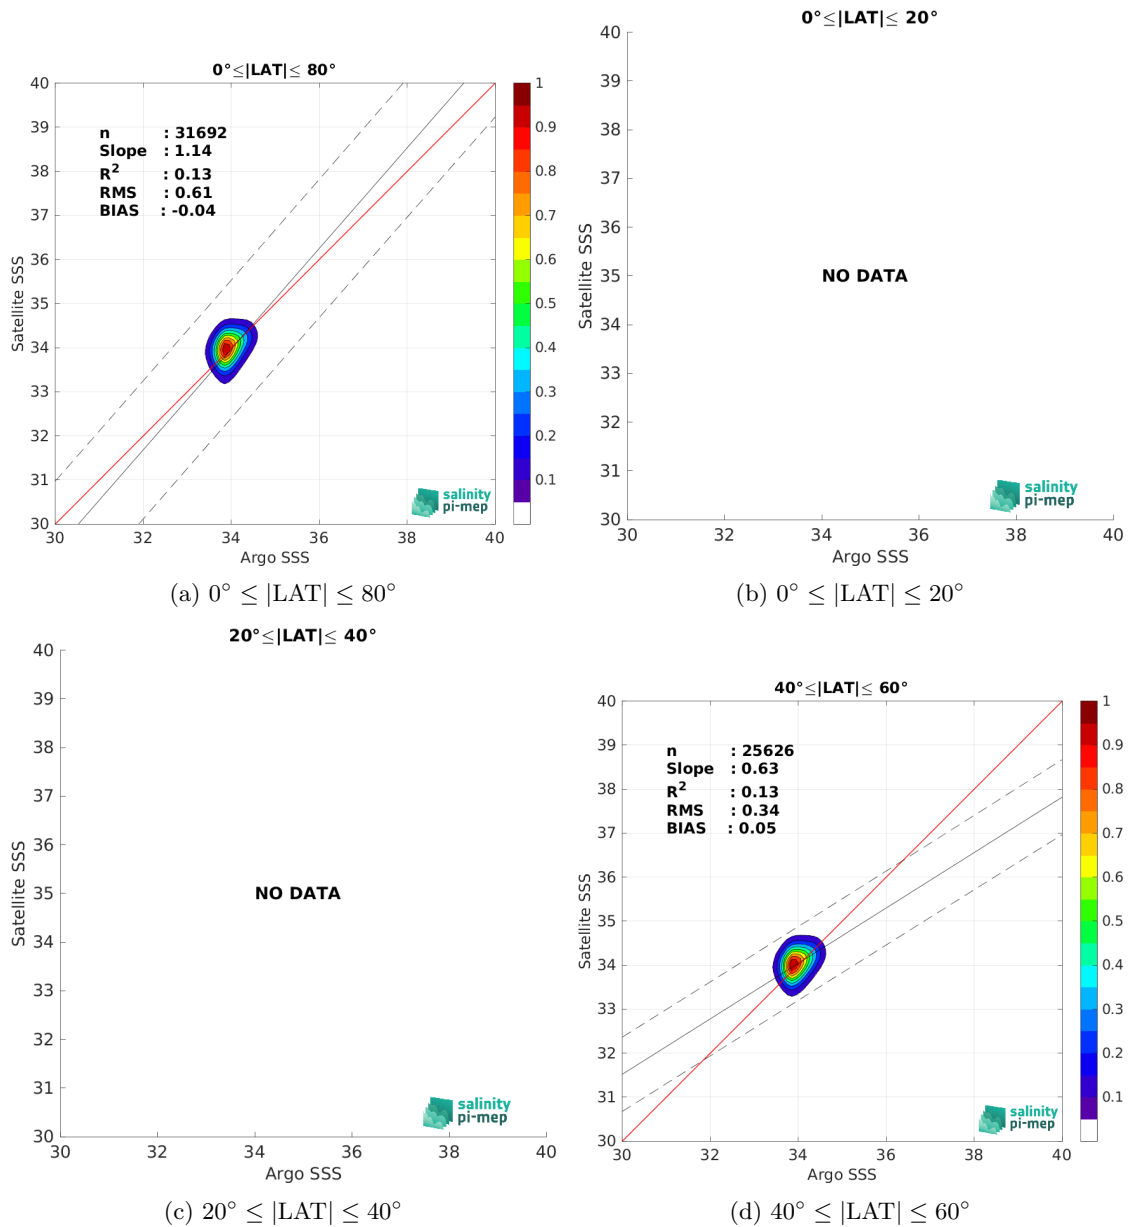 0°≤|LAT|≤ 80°
40
39
38
37
36
35
34
33
32
31
30
30
32
34
36
38
40
Satellite SSS
Argo SSS
n : 31692
Slope : 1.14
R² : 0.13
RMS : 0.61
BIAS : -0.04
1
0.9
0.8
0.7
0.6
0.5
0.4
0.3
0.2
0.1
salinity
pi-mep
(a) 0° ≤ |LAT| ≤ 80°
0°≤|LAT|≤ 20°
40
39
38
37
36
35
34
33
32
31
30
30
32
34
36
38
40
Satellite SSS
Argo SSS
NO DATA
salinity
pi-mep
(b) 0° ≤ |LAT| ≤ 20°
20°≤|LAT|≤ 40°
40
39
38
37
36
35
34
33
32
31
30
30
32
34
36
38
40
Satellite SSS
Argo SSS
NO DATA
salinity
pi-mep
(c) 20° ≤ |LAT| ≤ 40°
40°≤|LAT|≤ 60°
40
39
38
37
36
35
34
33
32
31
30
30
32
34
36
38
40
Satellite SSS
Argo SSS
n : 25626
Slope : 0.63
R² : 0.13
RMS : 0.34
BIAS : 0.05
1
0.9
0.8
0.7
0.6
0.5
0.4
0.3
0.2
0.1
salinity
pi-mep
(d) 40° ≤ |LAT| ≤ 60°